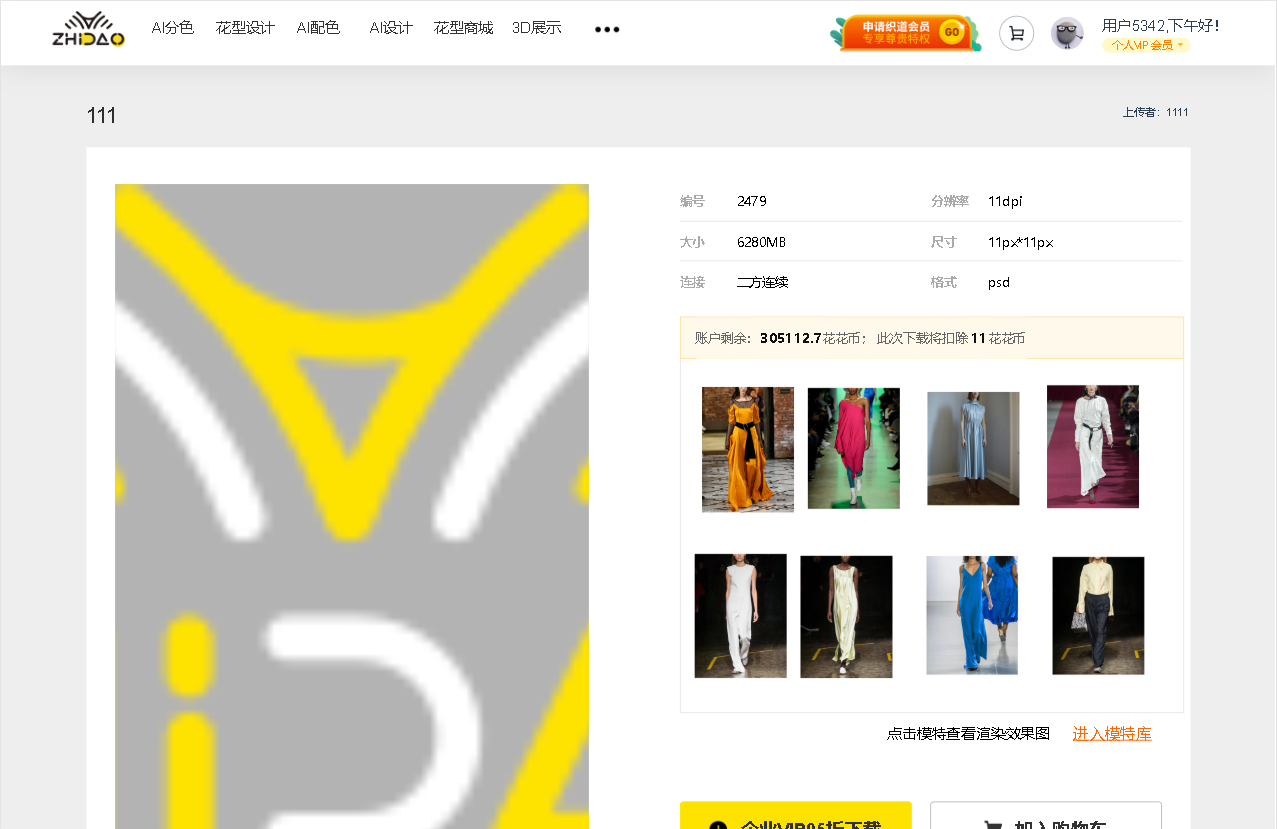 ZHIDAO
AI分色 花型设计 AI配色 AI设计 花型商城 3D展示 •••
申请织道会员
专享尊贵特权
GO
用户5342,下午好!
个人VIP会员
111
上传者：1111
编号 2479 分辨率 11dpi
大小 6280MB 尺寸 11px*11px
连接 二方连续 格式 psd
账户剩余：305112.7花花币； 此次下载将扣除 11 花花币
点击模特查看渲染效果图 进入模特库
企业VIP95折下载 加入购物车